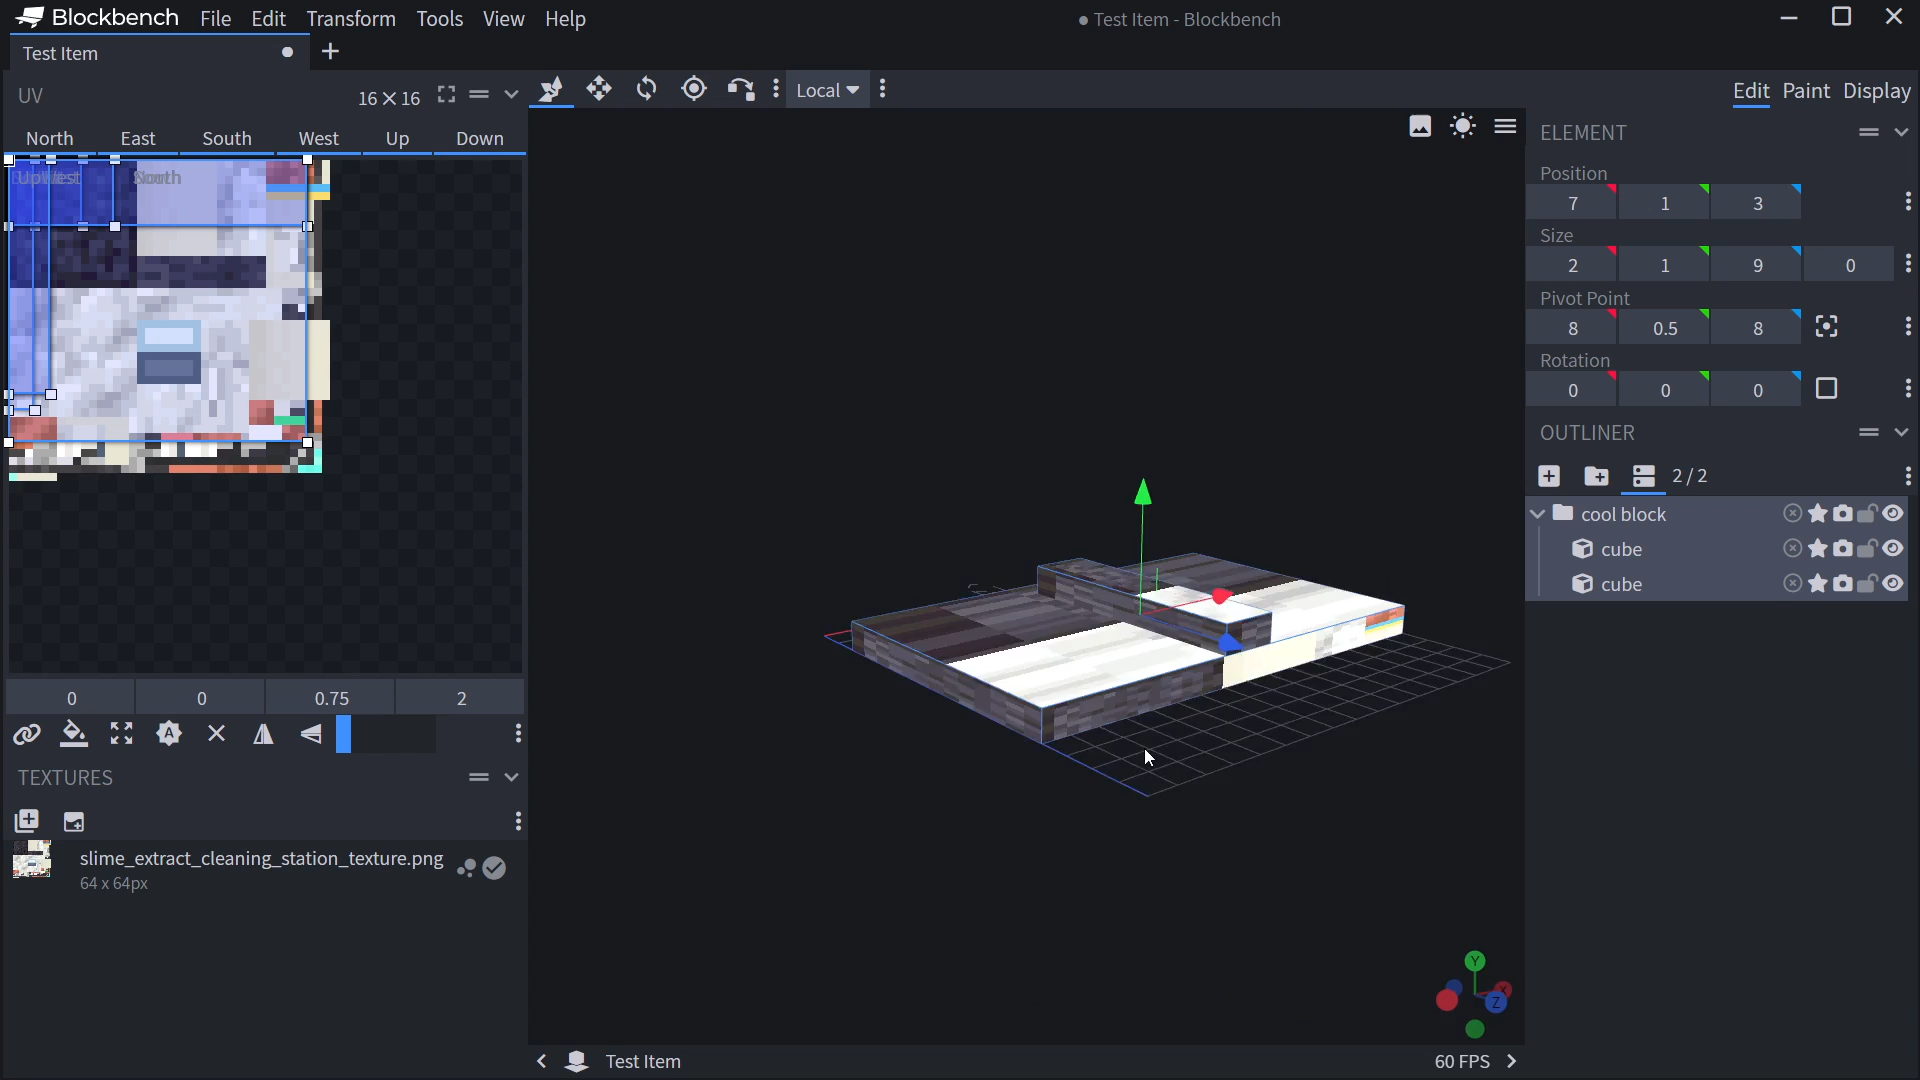 Blockbench File Edit Transform Tools View Help
● Test Item - Blockbench
Test Item
UV 16×16
Local
Edit Paint Display
North East South West Up Down
North
ELEMENT
Position
7 1 3
Size
2 1 9 0
Pivot Point
8 0.5 8
Rotation
0 0 0
OUTLINER
2 / 2
cool block
cube
cube
0 0 0.75 2
TEXTURES
slime_extract_cleaning_station_texture.png
64 x 64px
Y
X
Z
Test Item
60 FPS